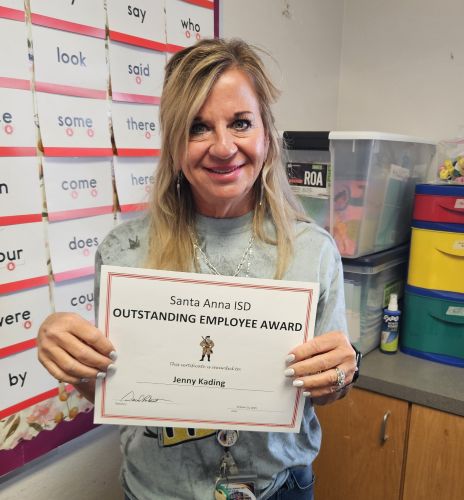 say
who
look
said
some
there
come
here
does
were
by
ROA
Santa Anna ISD
OUTSTANDING EMPLOYEE AWARD
This certificate is awarded to:
Jenny Kading